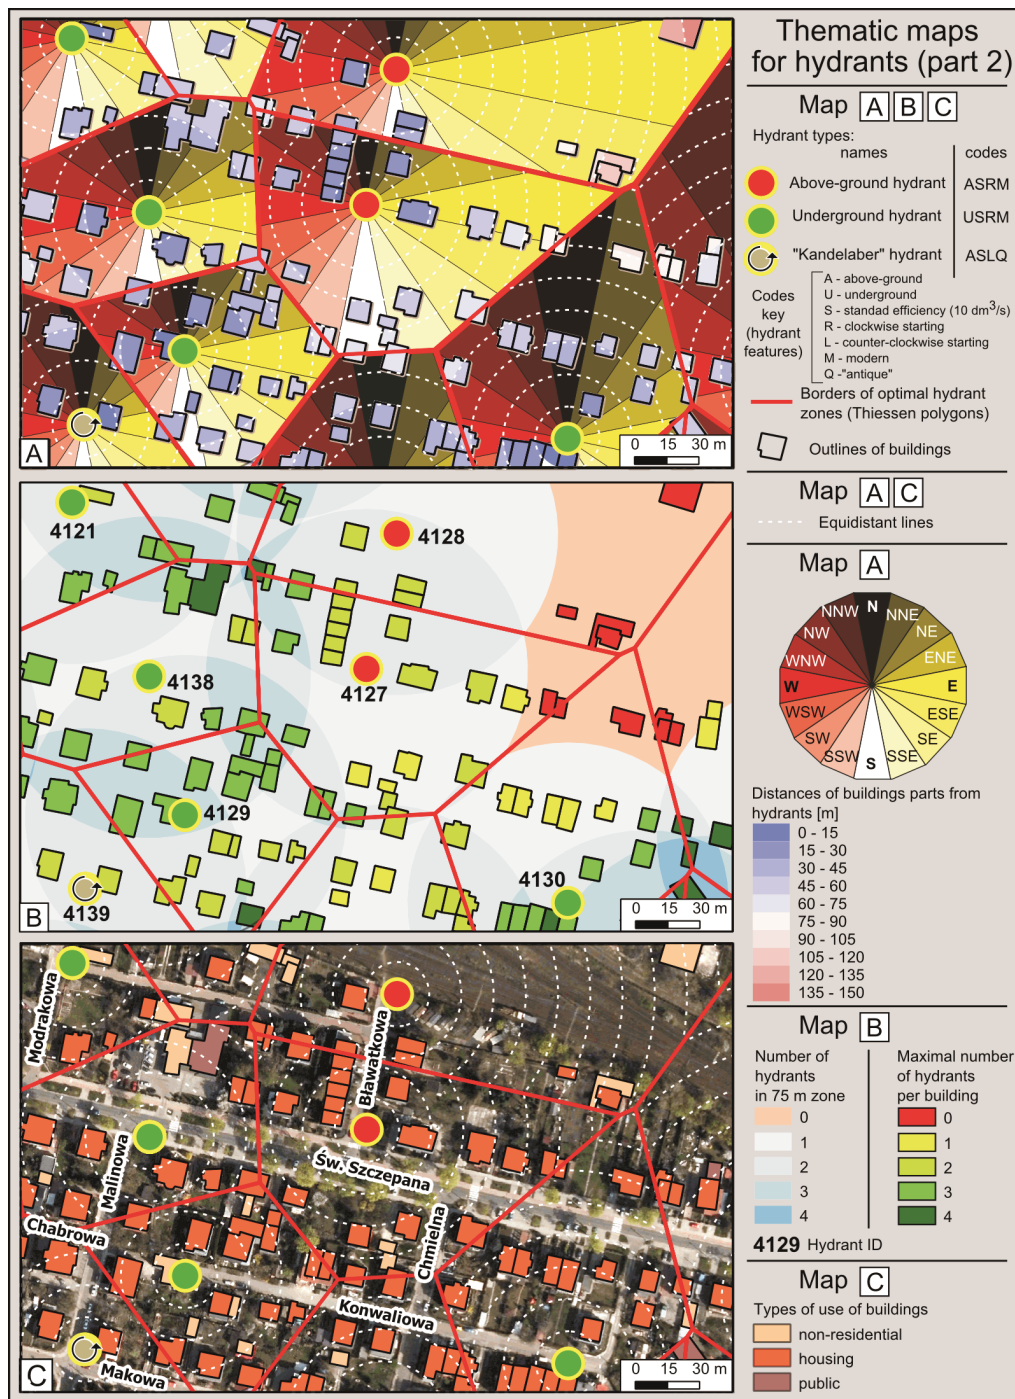 Thematic maps
for hydrants (part 2)
Map A B C
Hydrant types:
names
codes
Above-ground hydrant ASRM
Underground hydrant USRM
"Kandelaber" hydrant ASLQ
Codes
key
(hydrant
features)
A - above-ground
U - underground
S - standad efficiency (10 dm³/s)
R - clockwise starting
L - counter-clockwise starting
M - modern
Q -"antique"
Borders of optimal hydrant
zones (Thiessen polygons)
Outlines of buildings
Map A C
Equidistant lines
Map A
N
NNE
NE
ENE
E
ESE
SE
SSE
S
SSW
SW
WSW
W
WNW
NW
NNW
Distances of buildings parts from
hydrants [m]
0 - 15
15 - 30
30 - 45
45 - 60
60 - 75
75 - 90
90 - 105
105 - 120
120 - 135
135 - 150
Map B
Number of
hydrants
in 75 m zone
0
1
2
3
4
Maximal number
of hydrants
per building
0
1
2
3
4
4129 Hydrant ID
Map C
Types of use of buildings
non-residential
housing
public
A
0 15 30 m
4121
4128
4138
4127
4129
4139
4130
B
0 15 30 m
Modrakowa
Bławatkowa
Malinowa
Św. Szczepana
Chabrowa
Chmielna
Konwaliowa
Makowa
C
0 15 30 m